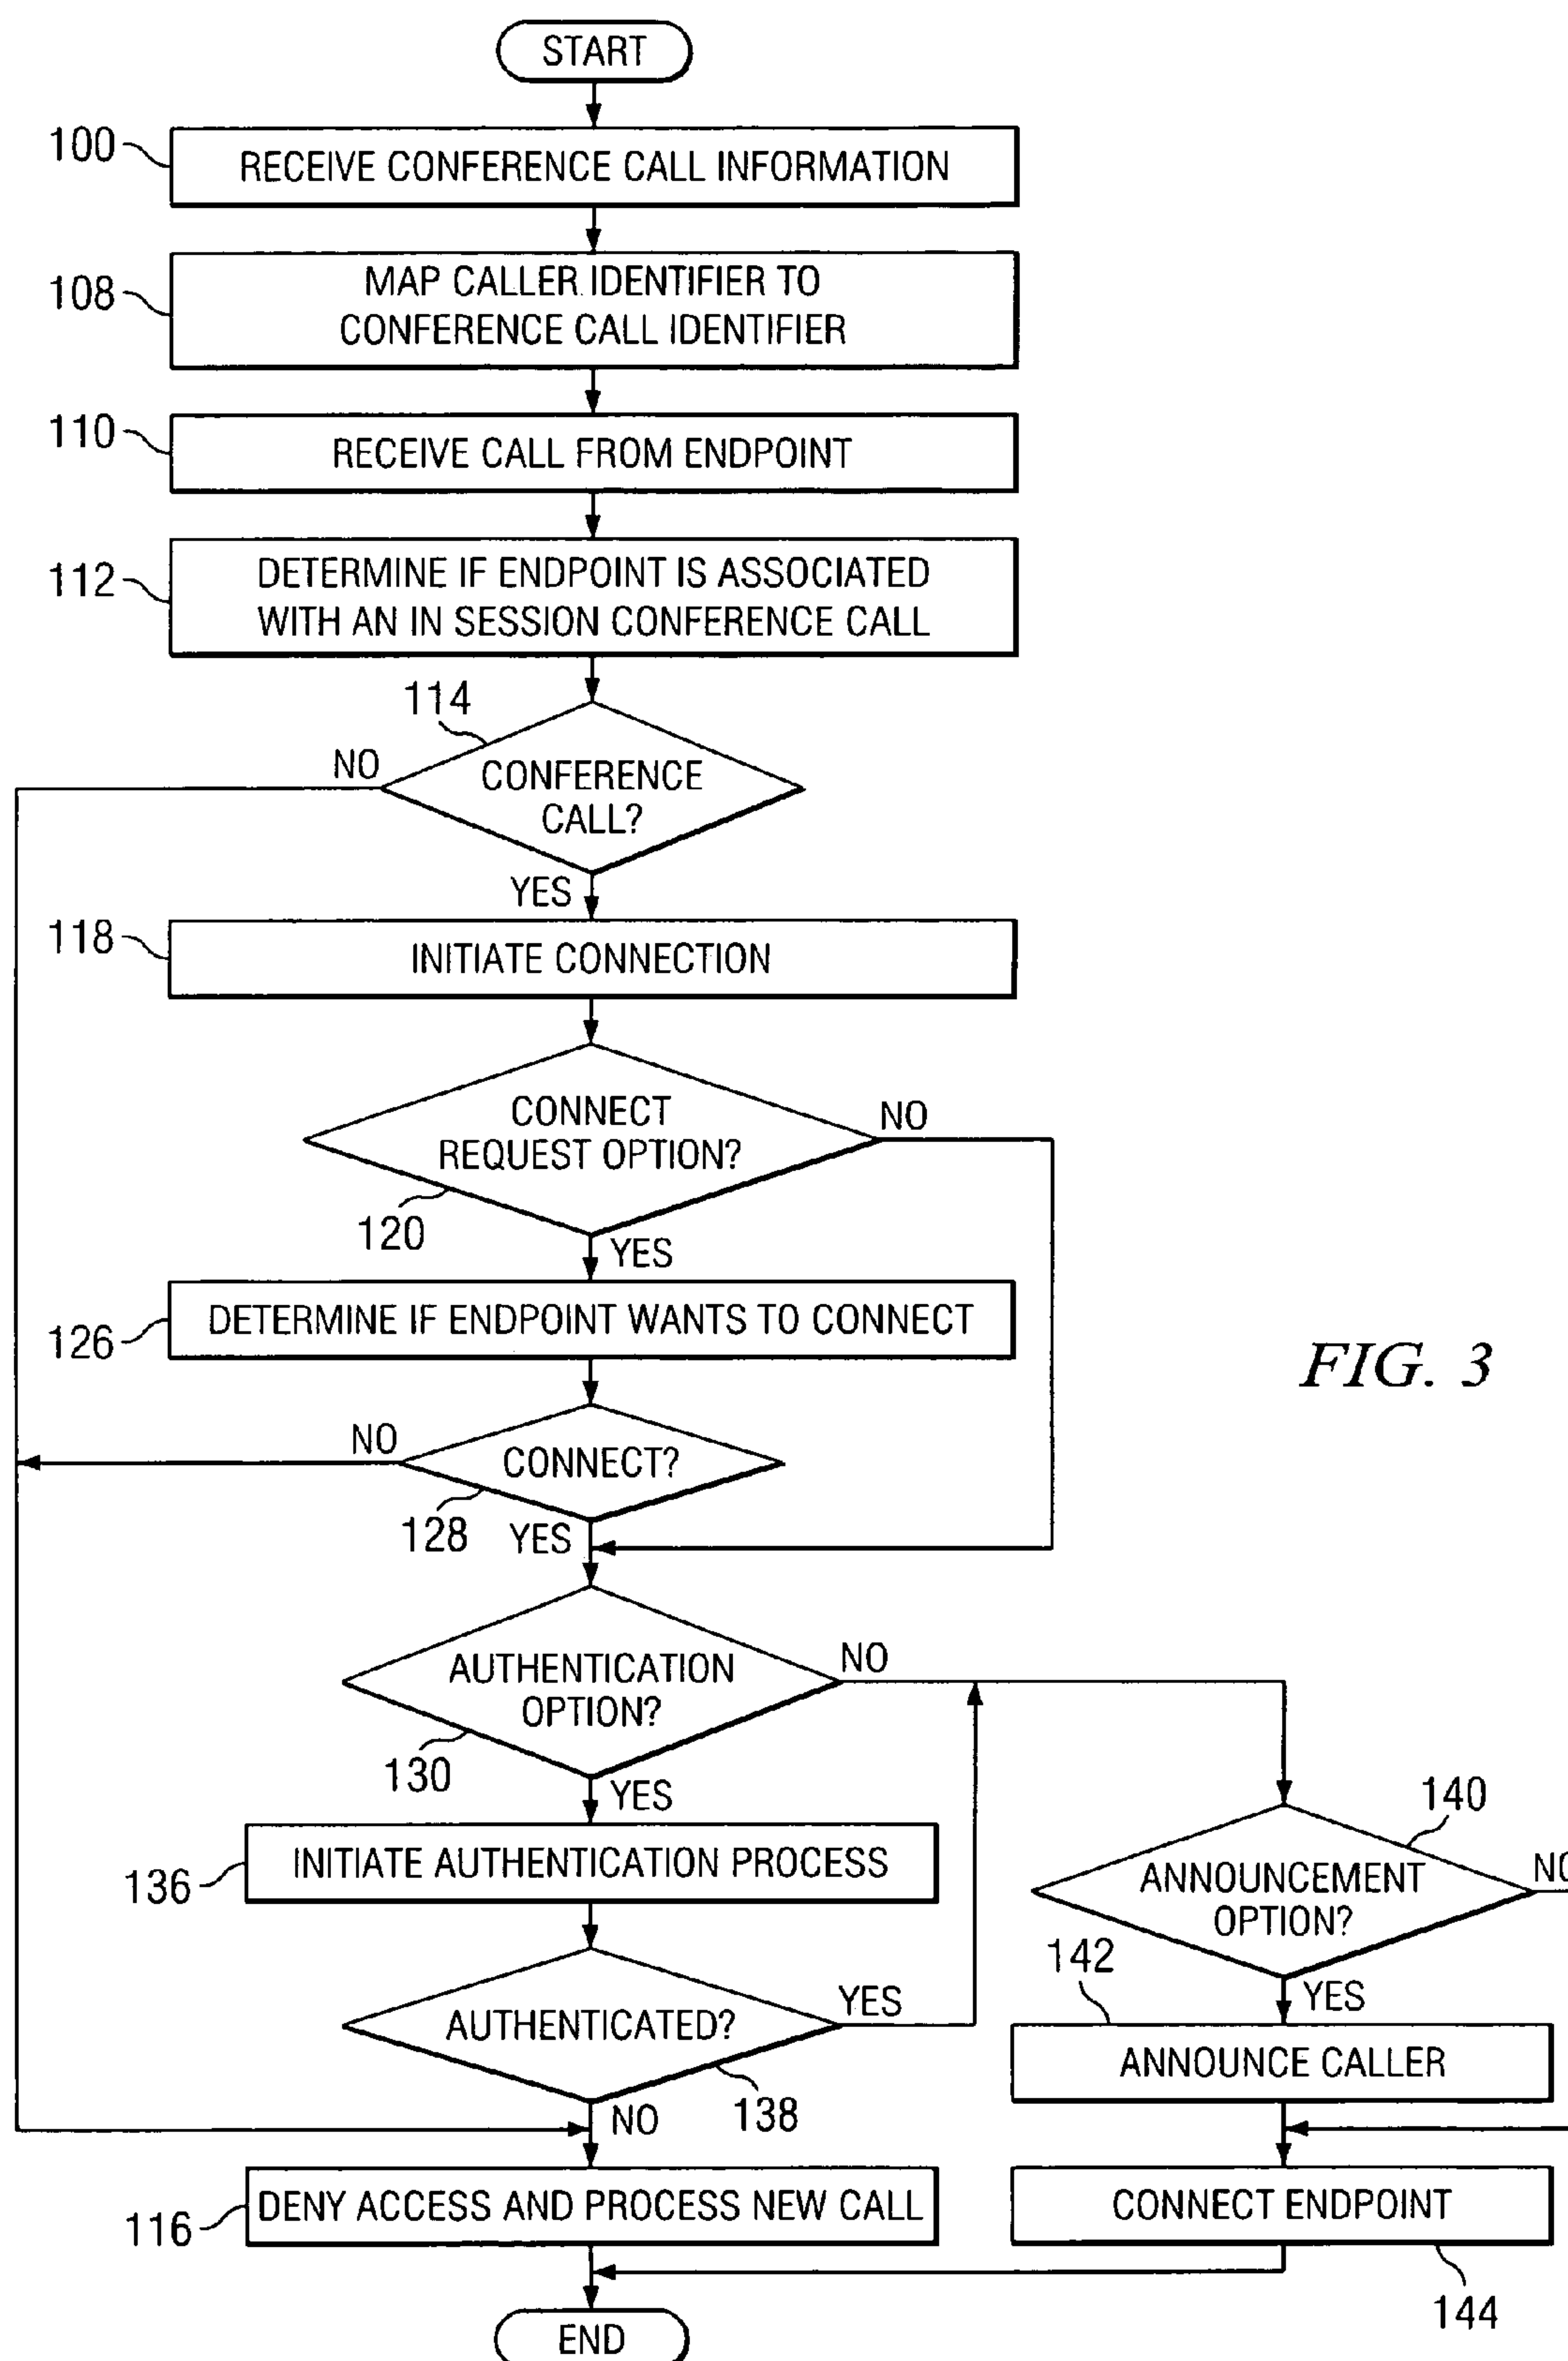 START
100
RECEIVE CONFERENCE CALL INFORMATION
108
MAP CALLER IDENTIFIER TO
CONFERENCE CALL IDENTIFIER
110
RECEIVE CALL FROM ENDPOINT
112
DETERMINE IF ENDPOINT IS ASSOCIATED
WITH AN IN SESSION CONFERENCE CALL
114
NO
CONFERENCE
CALL?
YES
118
INITIATE CONNECTION
CONNECT
REQUEST OPTION?
NO
120
YES
126
DETERMINE IF ENDPOINT WANTS TO CONNECT
FIG. 3
NO
CONNECT?
128
YES
AUTHENTICATION
OPTION?
NO
130
YES
140
136
INITIATE AUTHENTICATION PROCESS
ANNOUNCEMENT
OPTION?
NO
142
AUTHENTICATED?
YES
YES
138
NO
ANNOUNCE CALLER
116
DENY ACCESS AND PROCESS NEW CALL
CONNECT ENDPOINT
144
END